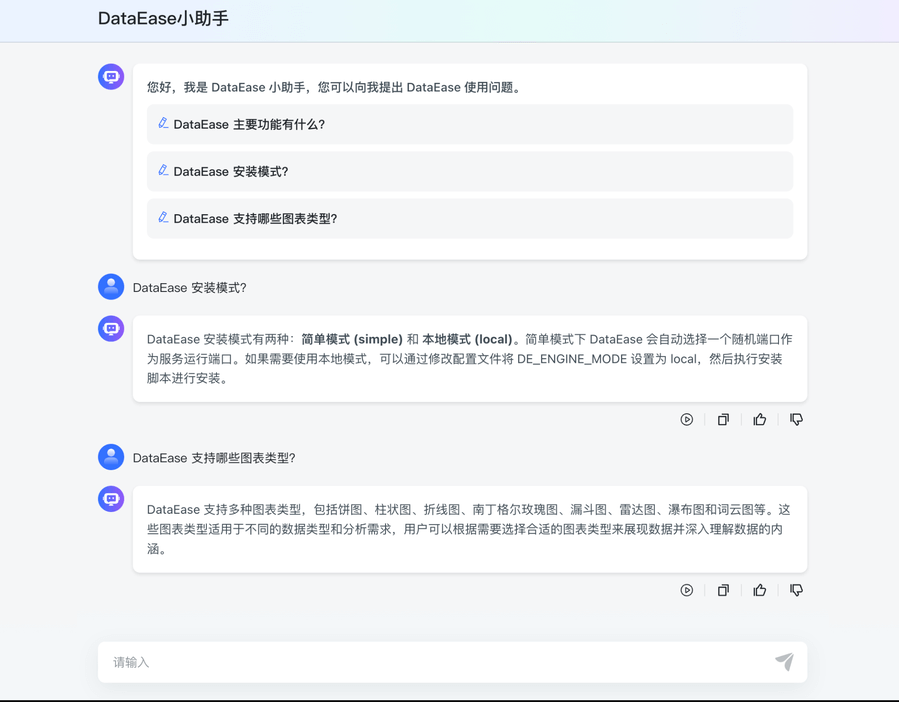 DataEase小助手
您好，我是 DataEase 小助手，您可以向我提出 DataEase 使用问题。
DataEase 主要功能有什么？
DataEase 安装模式？
DataEase 支持哪些图表类型？
DataEase 安装模式？
DataEase 安装模式有两种：简单模式 (simple) 和 本地模式 (local)。简单模式下 DataEase 会自动选择一个随机端口作
为服务运行端口。如果需要使用本地模式，可以通过修改配置文件将 DE_ENGINE_MODE 设置为 local，然后执行安装
脚本进行安装。
DataEase 支持哪些图表类型？
DataEase 支持多种图表类型，包括饼图、柱状图、折线图、南丁格尔玫瑰图、漏斗图、雷达图、瀑布图和词云图等。这
些图表类型适用于不同的数据类型和分析需求，用户可以根据需要选择合适的图表类型来展现数据并深入理解数据的内
涵。
请输入